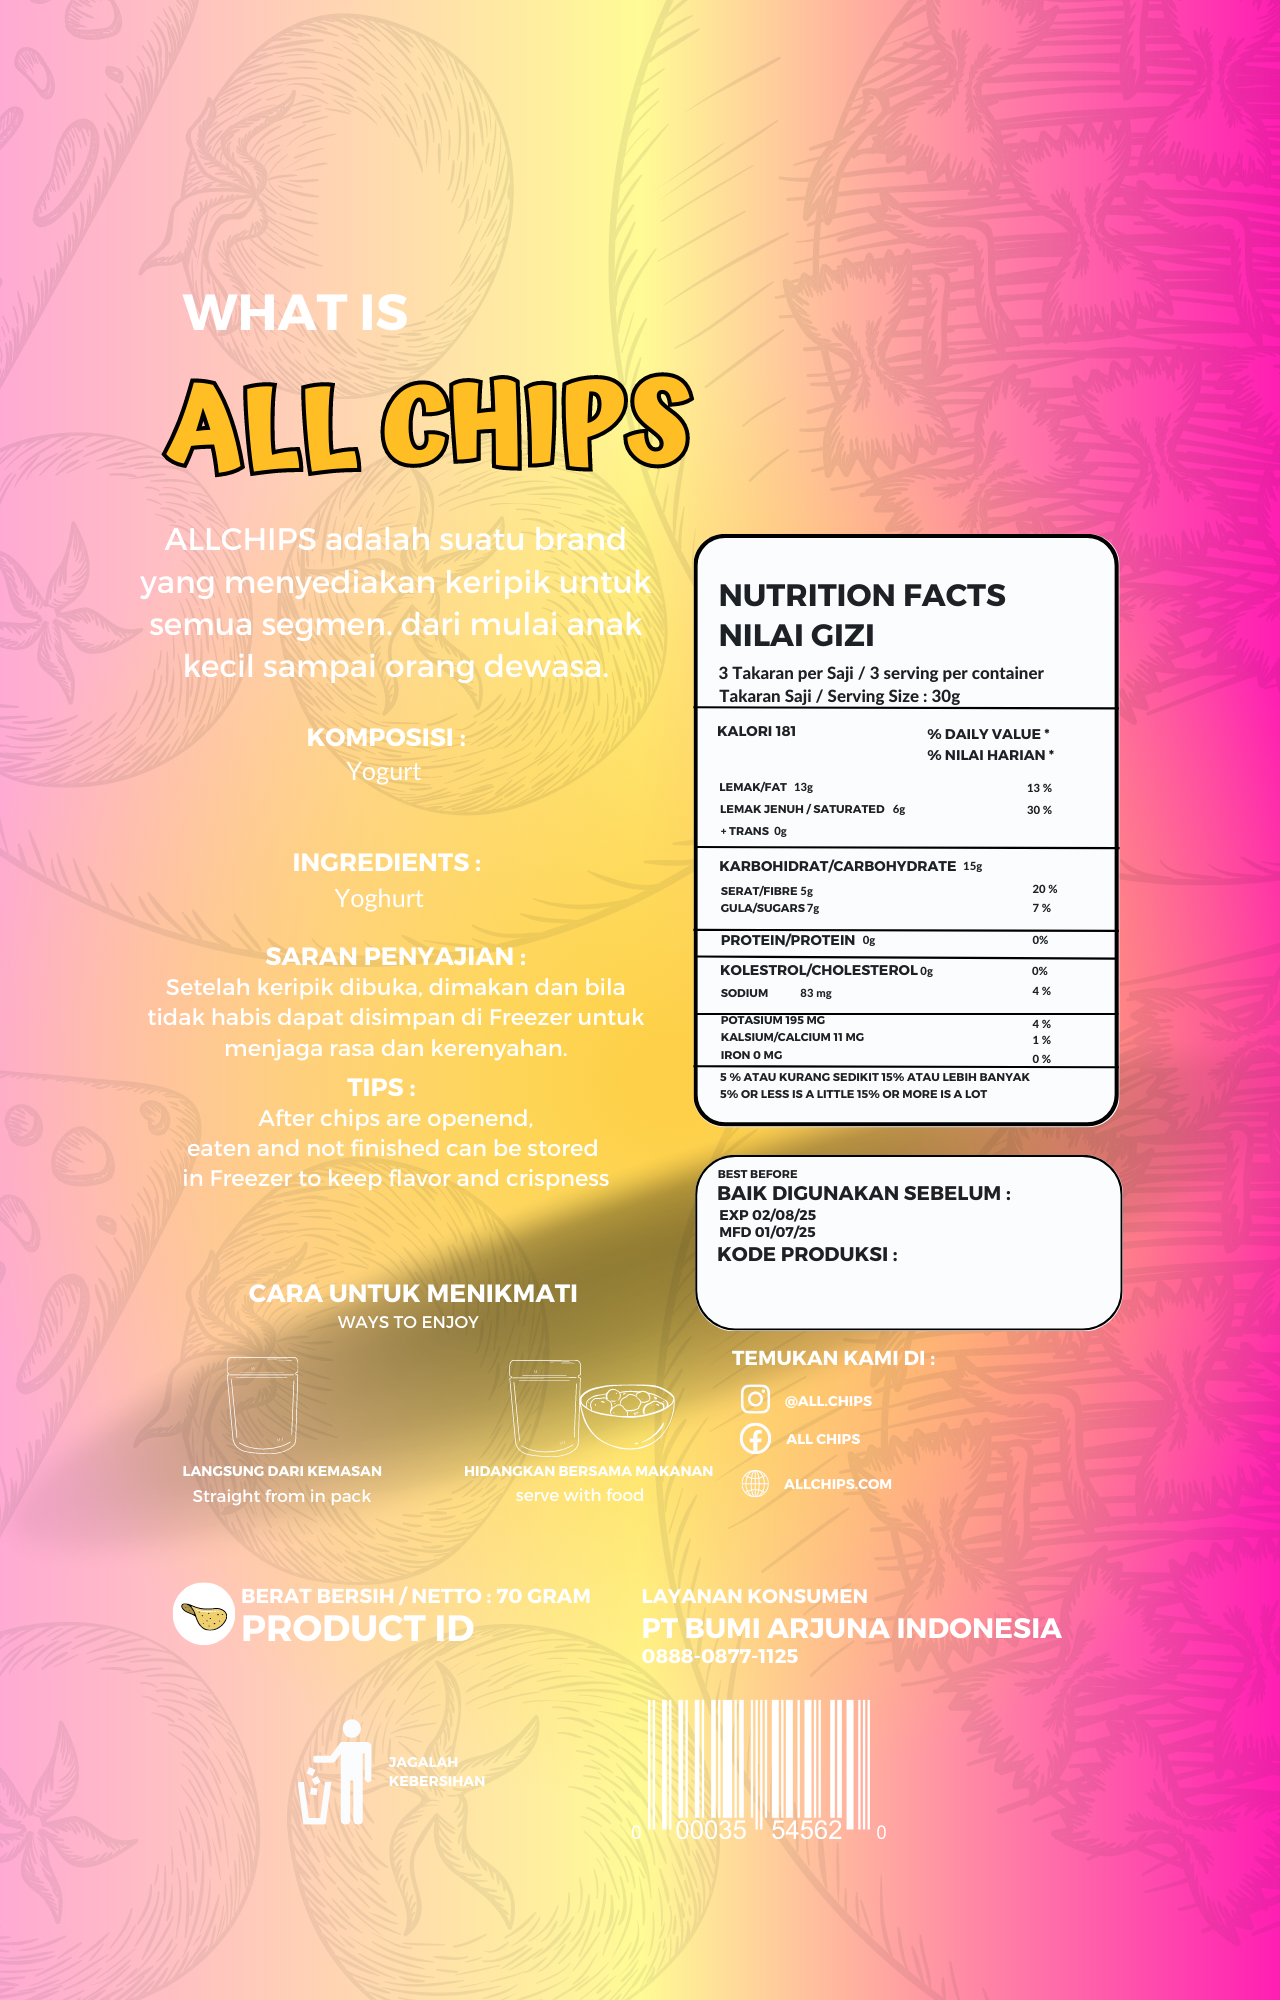 WHAT IS
ALL CHIPS
ALLCHIPS adalah suatu brand
yang menyediakan keripik untuk
semua segmen. dari mulai anak
kecil sampai orang dewasa.
KOMPOSISI :
Yogurt
INGREDIENTS :
Yoghurt
SARAN PENYAJIAN :
Setelah keripik dibuka, dimakan dan bila
tidak habis dapat disimpan di Freezer untuk
menjaga rasa dan kerenyahan.
TIPS :
After chips are openend,
eaten and not finished can be stored
in Freezer to keep flavor and crispness
NUTRITION FACTS
NILAI GIZI
3 Takaran per Saji / 3 serving per container
Takaran Saji / Serving Size : 30g
KALORI 181
% DAILY VALUE *
% NILAI HARIAN *
LEMAK/FAT 13g 13 %
LEMAK JENUH / SATURATED 6g 30 %
+ TRANS 0g
KARBOHIDRAT/CARBOHYDRATE 15g
SERAT/FIBRE 5g 20 %
GULA/SUGARS 7g 7 %
PROTEIN/PROTEIN 0g 0%
KOLESTROL/CHOLESTEROL 0g 0%
SODIUM 83 mg 4 %
POTASIUM 195 MG 4 %
KALSIUM/CALCIUM 11 MG 1 %
IRON 0 MG 0 %
5 % ATAU KURANG SEDIKIT 15% ATAU LEBIH BANYAK
5% OR LESS IS A LITTLE 15% OR MORE IS A LOT
BEST BEFORE
BAIK DIGUNAKAN SEBELUM :
EXP 02/08/25
MFD 01/07/25
KODE PRODUKSI :
CARA UNTUK MENIKMATI
WAYS TO ENJOY
LANGSUNG DARI KEMASAN
Straight from in pack
HIDANGKAN BERSAMA MAKANAN
serve with food
TEMUKAN KAMI DI :
@ALL.CHIPS
ALL CHIPS
ALLCHIPS.COM
BERAT BERSIH / NETTO : 70 GRAM
PRODUCT ID
LAYANAN KONSUMEN
PT BUMI ARJUNA INDONESIA
0888-0877-1125
JAGALAH
KEBERSIHAN
0 00035 54562 0